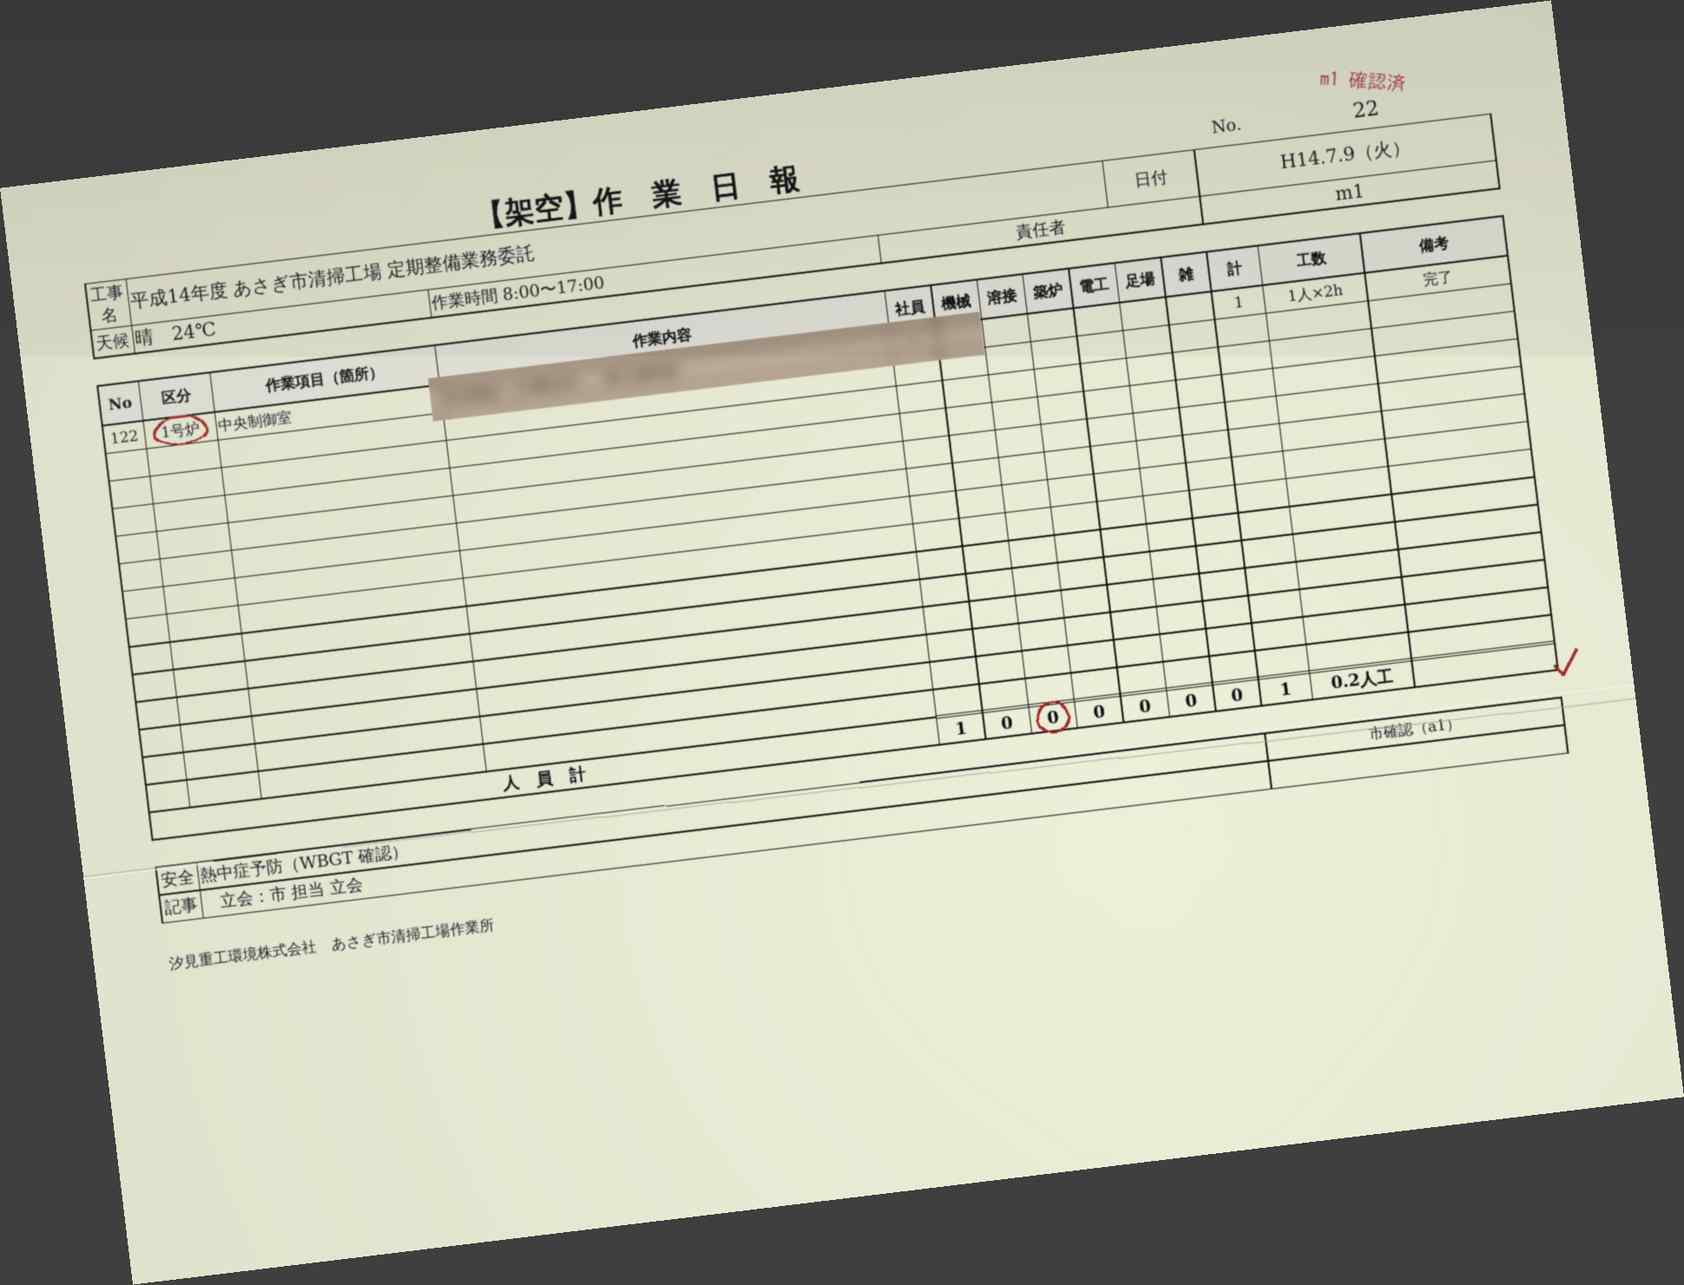 m1 確認済
No. 22
【架空】作 業 日 報
工事名 平成14年度 あさぎ市清掃工場 定期整備業務委託 日付 H14.7.9（火）
天候 晴 24℃ 作業時間 8:00〜17:00 責任者 m1
No 区分 作業項目（箇所） 作業内容 社員 機械 溶接 築炉 電工 足場 雑 計 工数 備考
122 1号炉 中央制御室 1 1人×2h 完了
人 員 計 1 0 0 0 0 0 0 1 0.2人工
安全 熱中症予防（WBGT 確認） 市確認（a1）
記事 立会：市 担当 立会
汐見重工環境株式会社 あさぎ市清掃工場作業所